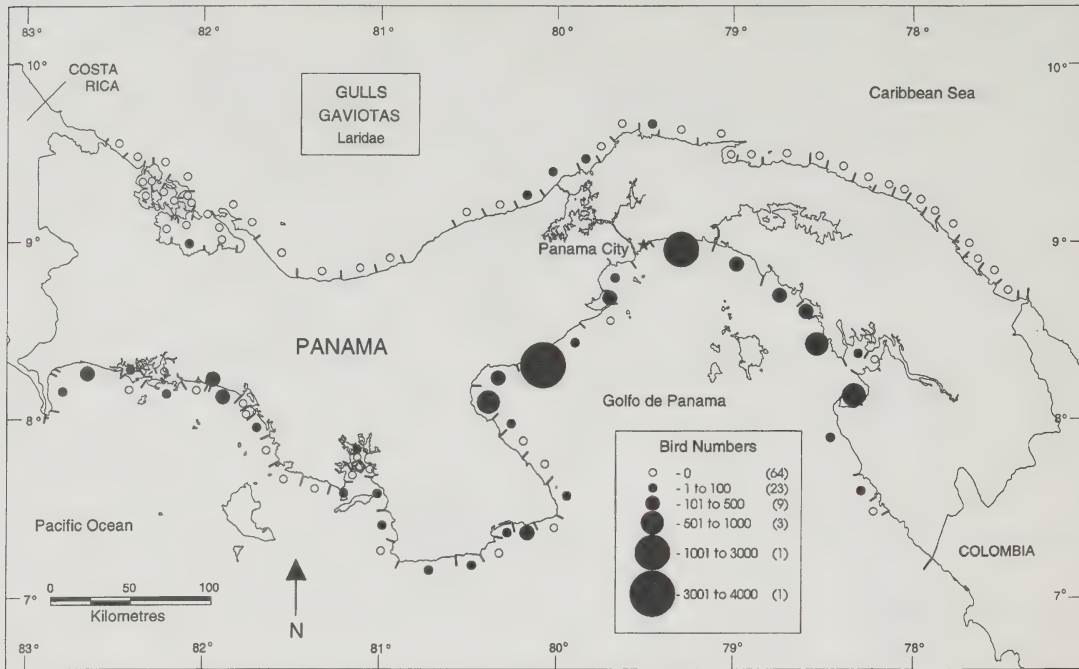 83° 82° 81° 80° 79° 78°
10° 10°
COSTA
RICA
GULLS
GAVIOTAS
Laridae
Caribbean Sea
9° 9°
Panama City
PANAMA
Golfo de Panama
8° 8°
Bird Numbers
- 0 (64)
- 1 to 100 (23)
- 101 to 500 (9)
- 501 to 1000 (3)
- 1001 to 3000 (1)
- 3001 to 4000 (1)
Pacific Ocean
COLOMBIA
0 50 100
Kilometres
N
7° 7°
83° 82° 81° 80° 79° 78°